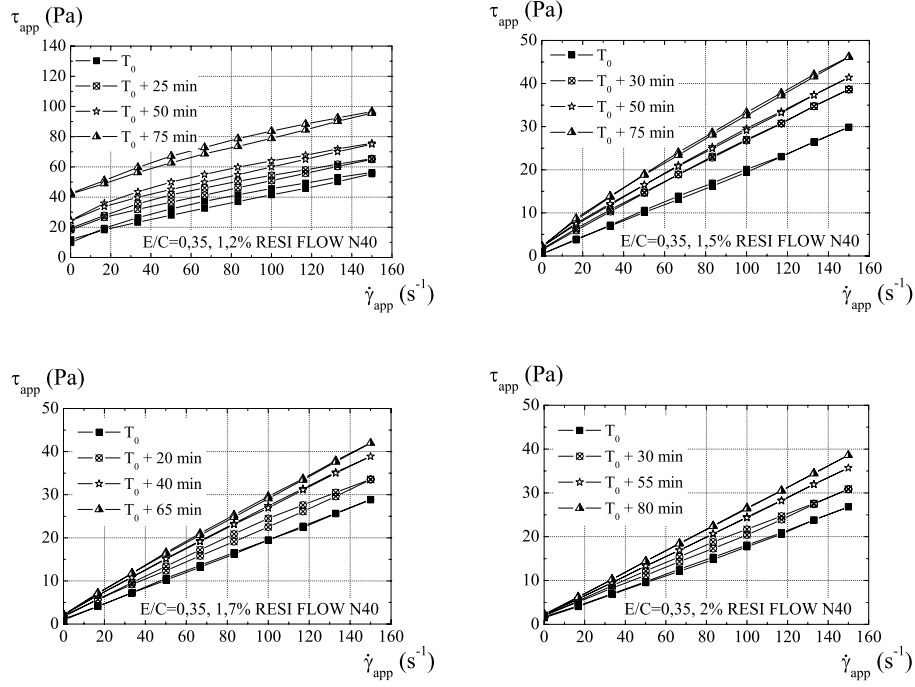 τapp (Pa)
140
120
100
80
60
40
20
0
T0
T0 + 25 min
T0 + 50 min
T0 + 75 min
E/C=0,35, 1,2% RESI FLOW N40
0 20 40 60 80 100 120 140 160
γ̇app (s-1)
τapp (Pa)
50
40
30
20
10
0
T0
T0 + 30 min
T0 + 50 min
T0 + 75 min
E/C=0,35, 1,5% RESI FLOW N40
0 20 40 60 80 100 120 140 160
γ̇app (s-1)
τapp (Pa)
50
40
30
20
10
0
T0
T0 + 20 min
T0 + 40 min
T0 + 65 min
E/C=0,35, 1,7% RESI FLOW N40
0 20 40 60 80 100 120 140 160
γ̇app (s-1)
τapp (Pa)
50
40
30
20
10
0
T0
T0 + 30 min
T0 + 55 min
T0 + 80 min
E/C=0,35, 2% RESI FLOW N40
0 20 40 60 80 100 120 140 160
γ̇app (s-1)